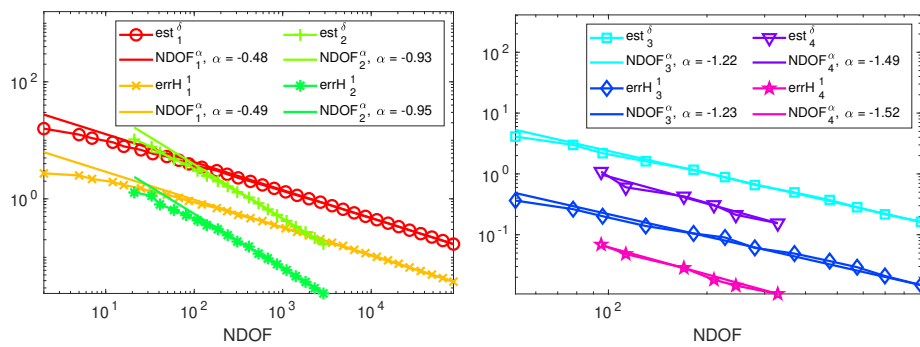 10^2
10^0
10^1
10^2
10^3
10^4
NDOF
est_1^δ
NDOF_1^α, α = -0.48
errH_1^1
NDOF_1^α, α = -0.49
est_2^δ
NDOF_2^α, α = -0.93
errH_2^1
NDOF_2^α, α = -0.95
10^2
10^1
10^0
10^-1
10^2
NDOF
est_3^δ
NDOF_3^α, α = -1.22
errH_3^1
NDOF_3^α, α = -1.23
est_4^δ
NDOF_4^α, α = -1.49
errH_4^1
NDOF_4^α, α = -1.52